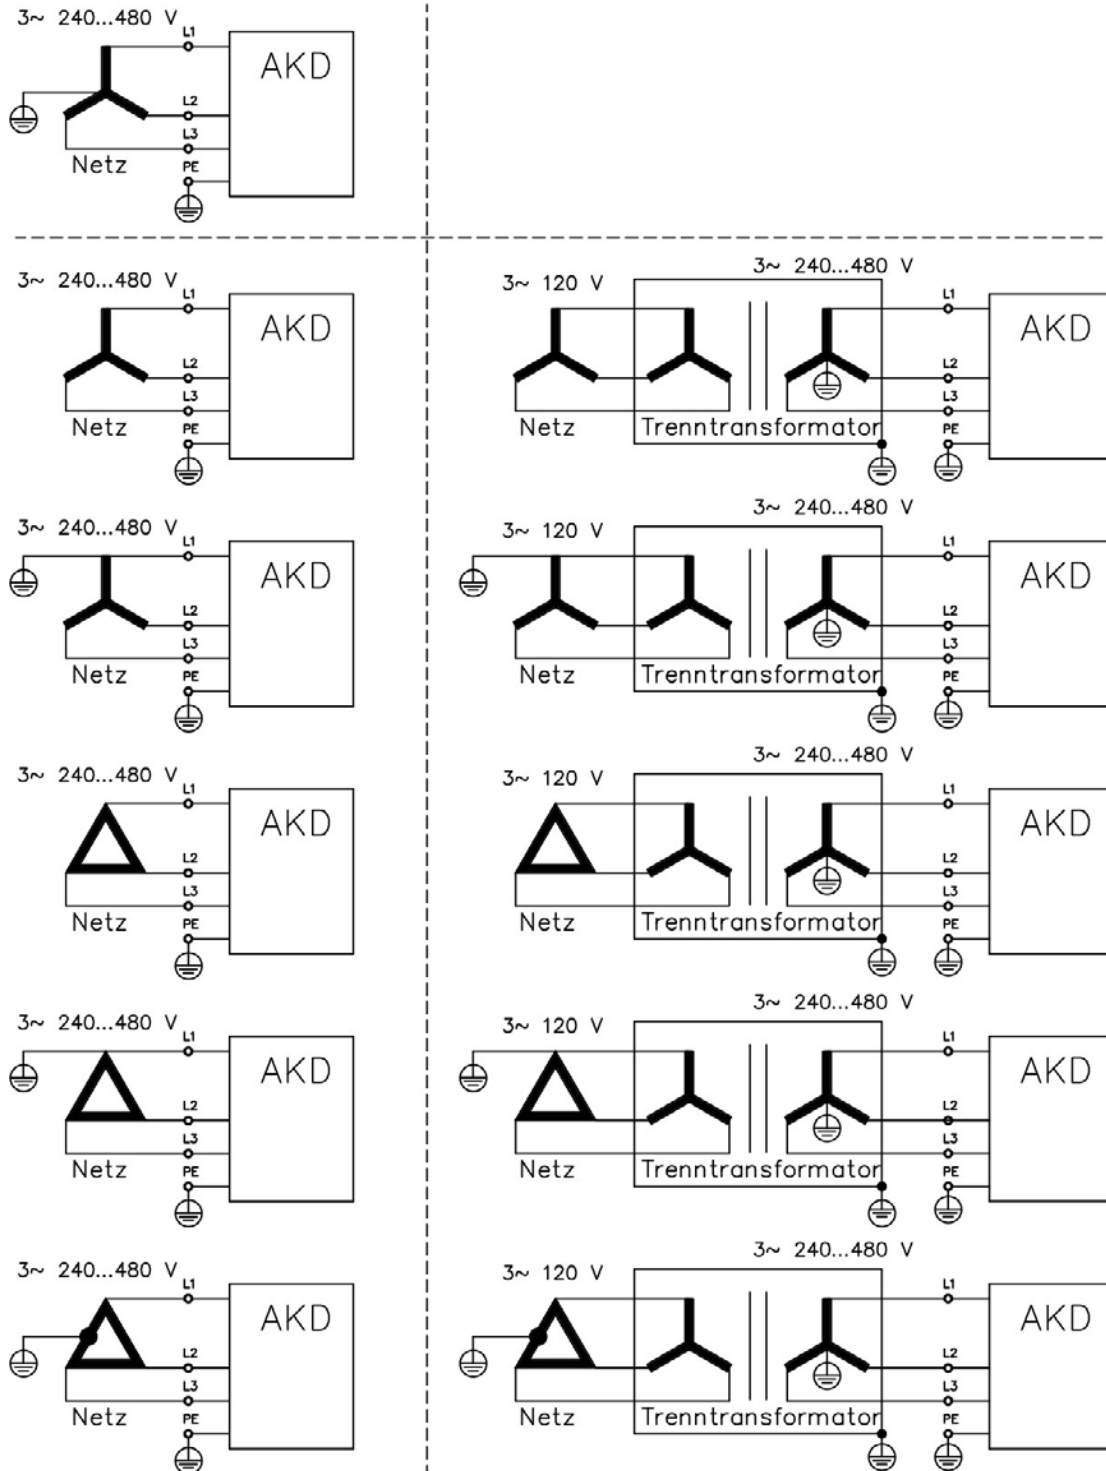 3~ 240...480 V
L1
AKD
L2
L3
Netz
PE
3~ 240...480 V
L1
AKD
L2
L3
Netz
PE
3~ 120 V
3~ 240...480 V
L1
AKD
L2
L3
Netz
Trenntransformator
PE
3~ 240...480 V
L1
AKD
L2
L3
Netz
PE
3~ 120 V
3~ 240...480 V
L1
AKD
L2
L3
Netz
Trenntransformator
PE
3~ 240...480 V
L1
AKD
L2
L3
Netz
PE
3~ 120 V
3~ 240...480 V
L1
AKD
L2
L3
Netz
Trenntransformator
PE
3~ 240...480 V
L1
AKD
L2
L3
Netz
PE
3~ 120 V
3~ 240...480 V
L1
AKD
L2
L3
Netz
Trenntransformator
PE
3~ 240...480 V
L1
AKD
L2
L3
Netz
PE
3~ 120 V
3~ 240...480 V
L1
AKD
L2
L3
Netz
Trenntransformator
PE